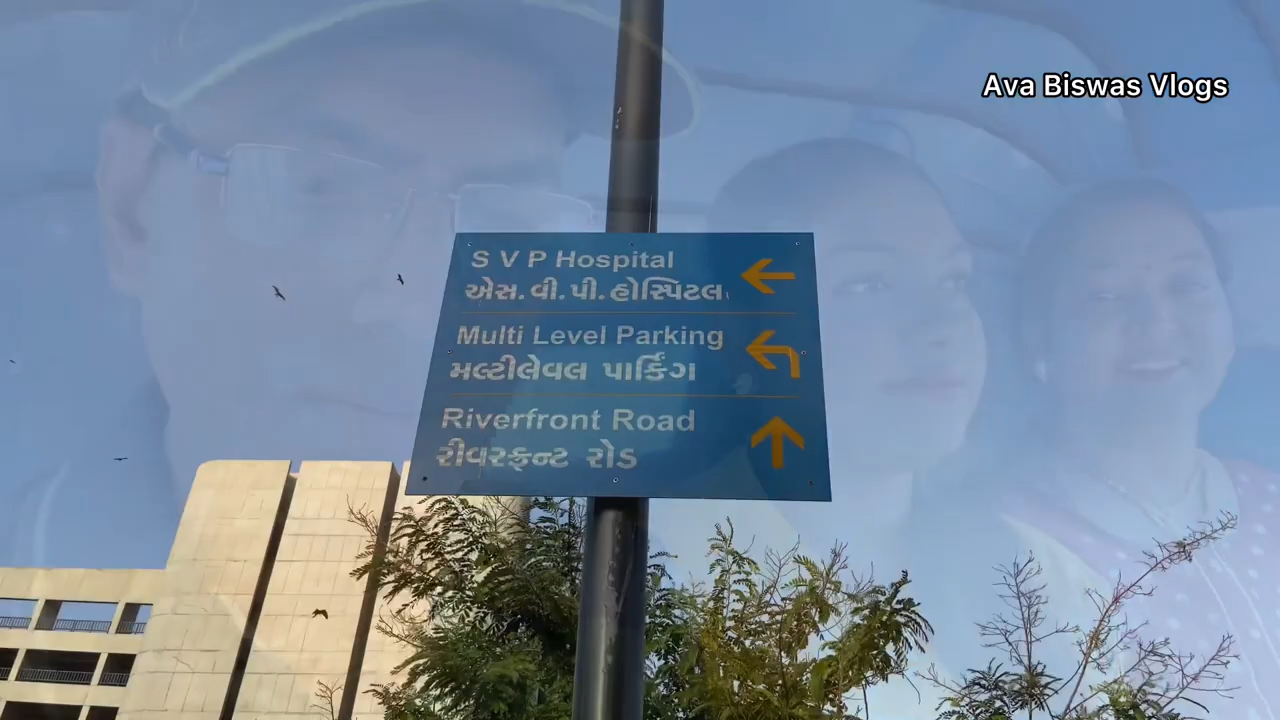 Ava Biswas Vlogs
S V P Hospital
એસ. વી. પી. હોસ્પિટલ.
Multi Level Parking
મલ્ટીલેવલ પાર્કિંગ
Riverfront Road
રીવરફ્રન્ટ રોડ